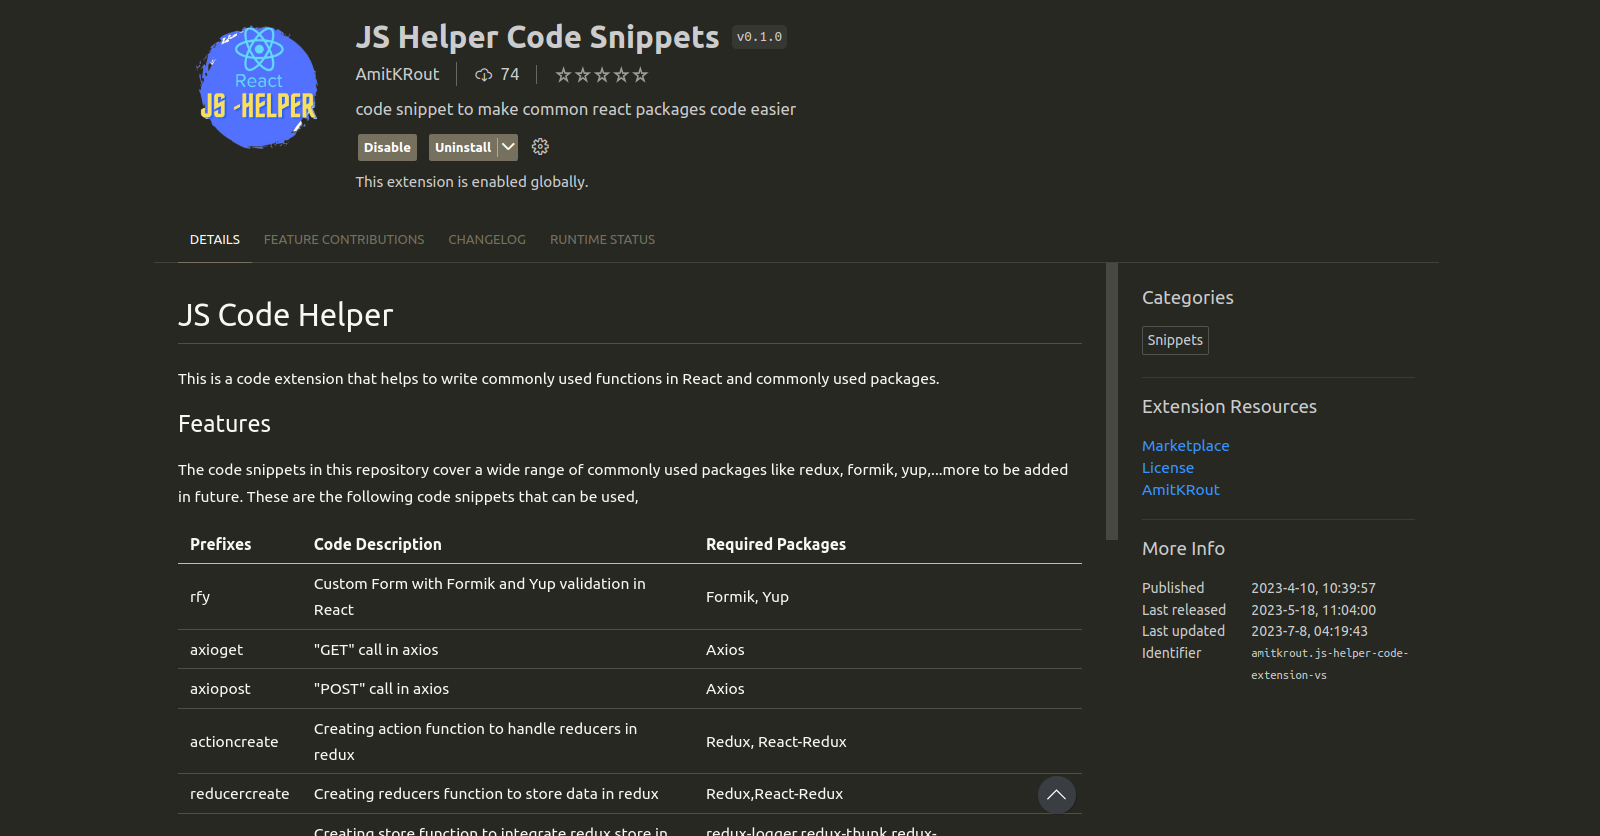 React
JS -HELPER
JS Helper Code Snippets v0.1.0
AmitKRout 74
code snippet to make common react packages code easier
Disable Uninstall
This extension is enabled globally.
DETAILS FEATURE CONTRIBUTIONS CHANGELOG RUNTIME STATUS
JS Code Helper
This is a code extension that helps to write commonly used functions in React and commonly used packages.
Features
The code snippets in this repository cover a wide range of commonly used packages like redux, formik, yup,...more to be added
in future. These are the following code snippets that can be used,
Prefixes Code Description Required Packages
rfy Custom Form with Formik and Yup validation in
React Formik, Yup
axioget "GET" call in axios Axios
axiopost "POST" call in axios Axios
actioncreate Creating action function to handle reducers in
redux Redux, React-Redux
reducercreate Creating reducers function to store data in redux Redux,React-Redux
Creating store function to integrate redux store in redux-logger,redux-thunk,redux-
Categories
Snippets
Extension Resources
Marketplace
License
AmitKRout
More Info
Published 2023-4-10, 10:39:57
Last released 2023-5-18, 11:04:00
Last updated 2023-7-8, 04:19:43
Identifier amitkrout.js-helper-code-
extension-vs